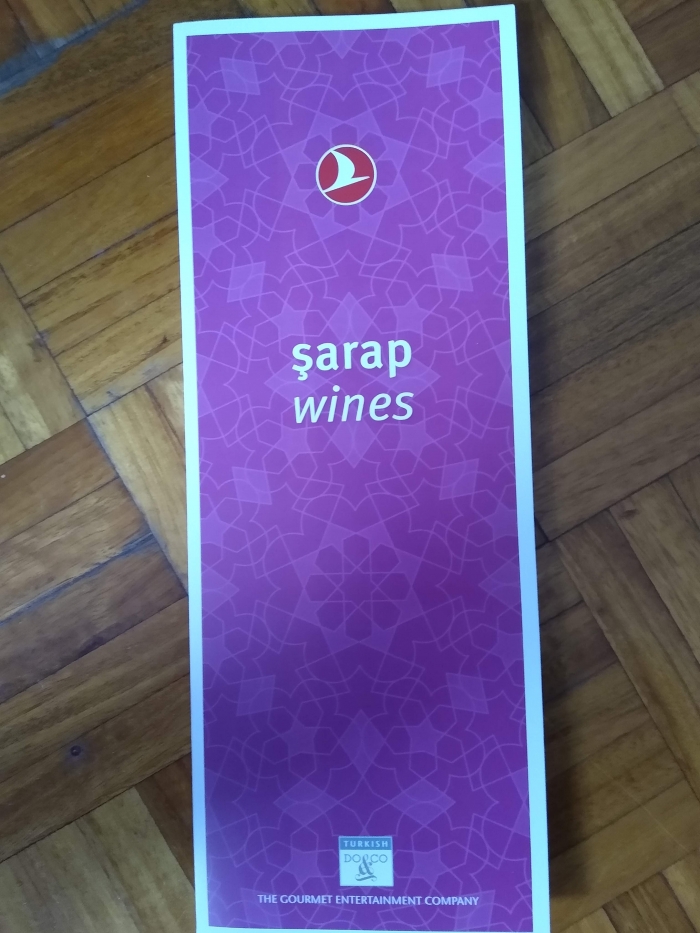 şarap
wines
TURKISH
DO&CO
THE GOURMET ENTERTAINMENT COMPANY